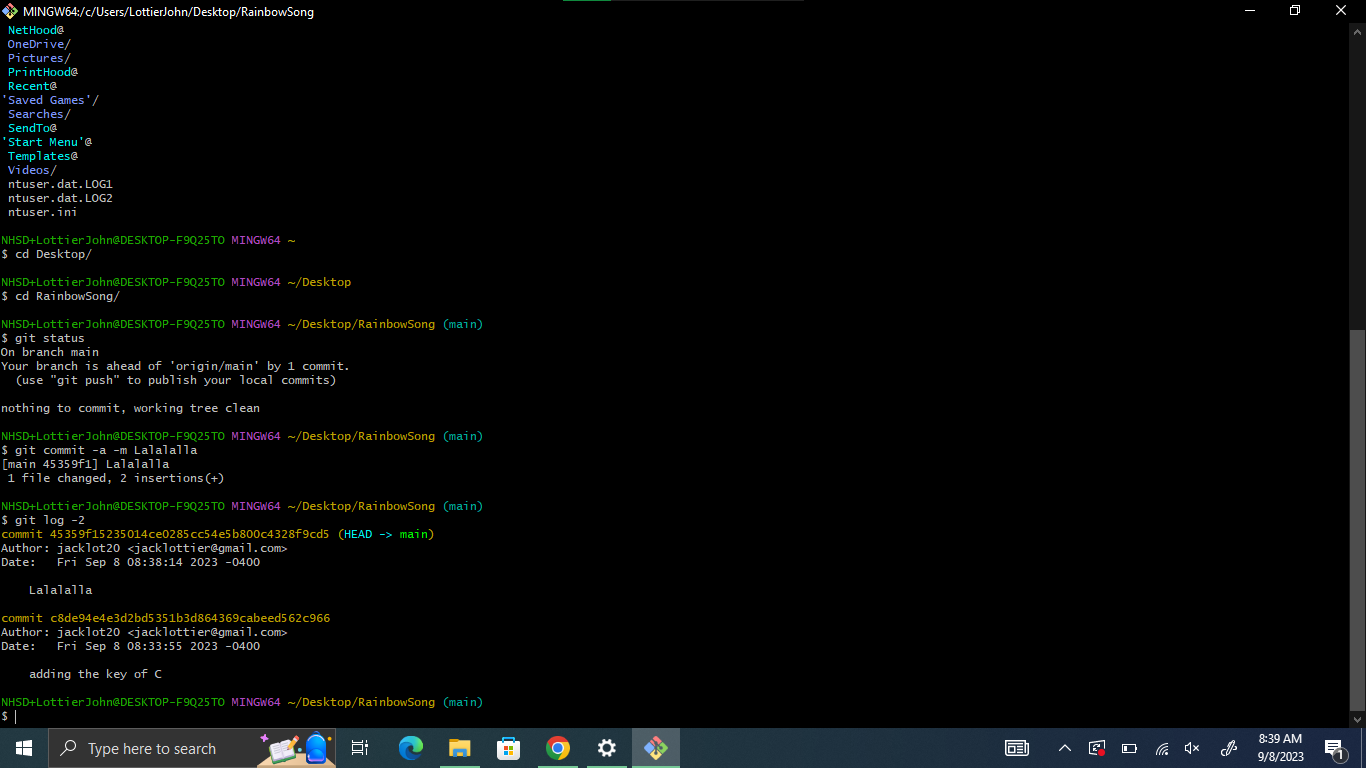 MINGW64:/c/Users/LottierJohn/Desktop/RainbowSong
NetHood@
OneDrive/
Pictures/
PrintHood@
Recent@
'Saved Games'/
Searches/
SendTo@
'Start Menu'@
Templates@
Videos/
ntuser.dat.LOG1
ntuser.dat.LOG2
ntuser.ini
NHSD+LottierJohn@DESKTOP-F9Q25TO MINGW64 ~
$ cd Desktop/
NHSD+LottierJohn@DESKTOP-F9Q25TO MINGW64 ~/Desktop
$ cd RainbowSong/
NHSD+LottierJohn@DESKTOP-F9Q25TO MINGW64 ~/Desktop/RainbowSong (main)
$ git status
On branch main
Your branch is ahead of 'origin/main' by 1 commit.
(use "git push" to publish your local commits)
nothing to commit, working tree clean
NHSD+LottierJohn@DESKTOP-F9Q25TO MINGW64 ~/Desktop/RainbowSong (main)
$ git commit -a -m Lalalalla
[main 45359f1] Lalalalla
1 file changed, 2 insertions(+)
NHSD+LottierJohn@DESKTOP-F9Q25TO MINGW64 ~/Desktop/RainbowSong (main)
$ git log -2
commit 45359f15235014ce0285cc54e5b800c4328f9cd5 (HEAD -> main)
Author: jacklot20 <jacklottier@gmail.com>
Date:   Fri Sep 8 08:38:14 2023 -0400
Lalalalla
commit c8de94e4e3d2bd5351b3d864369cabeed562c966
Author: jacklot20 <jacklottier@gmail.com>
Date:   Fri Sep 8 08:33:55 2023 -0400
adding the key of C
NHSD+LottierJohn@DESKTOP-F9Q25TO MINGW64 ~/Desktop/RainbowSong (main)
$
Type here to search
8:39 AM
9/8/2023
1